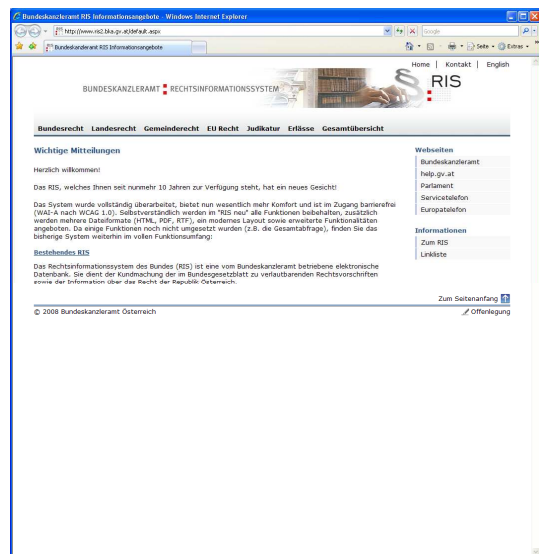 Bundeskanzleramt RIS Informationsangebote - Windows Internet Explorer
http://www.ris2.bka.gv.at/default.aspx
Google
Bundeskanzleramt RIS Informationsangebote
Seite
Extras
Home | Kontakt | English
BUNDESKANZLERAMT RECHTSINFORMATIONSSYSTEM
§ RIS
Bundesrecht Landesrecht Gemeinderecht EU Recht Judikatur Erlässe Gesamtübersicht
Wichtige Mitteilungen
Herzlich willkommen!
Das RIS, welches Ihnen seit nunmehr 10 Jahren zur Verfügung steht, hat ein neues Gesicht!
Das System wurde vollständig überarbeitet, bietet nun wesentlich mehr Komfort und ist im Zugang barrierefrei
(WAI-A nach WCAG 1.0). Selbstverständlich werden im "RIS neu" alle Funktionen beibehalten, zusätzlich
werden mehrere Dateiformate (HTML, PDF, RTF), ein modernes Layout sowie erweiterte Funktionalitäten
angeboten. Da einige Funktionen noch nicht umgesetzt wurden (z.B. die Gesamtabfrage), finden Sie das
bisherige System weiterhin im vollen Funktionsumfang:
Bestehendes RIS
Das Rechtsinformationssystem des Bundes (RIS) ist eine vom Bundeskanzleramt betriebene elektronische
Datenbank. Sie dient der Kundmachung der im Bundesgesetzblatt zu verlautbarenden Rechtsvorschriften
sowie der Information über das Recht der Republik Österreich.
Webseiten
Bundeskanzleramt
help.gv.at
Parlament
Servicetelefon
Europatelefon
Informationen
Zum RIS
Linkliste
Zum Seitenanfang
© 2008 Bundeskanzleramt Österreich
Offenlegung